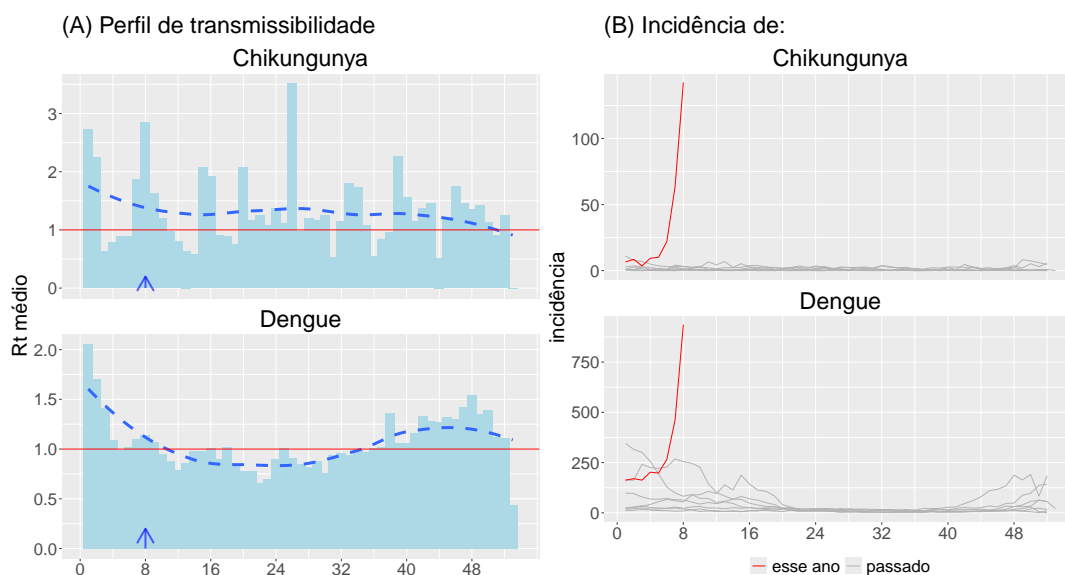 (A) Perfil de transmissibilidade
Chikungunya
3
2
1
0
Dengue
2.0
1.5
1.0
0.5
0.0
0 8 16 24 32 40 48
Rt médio
(B) Incidência de:
Chikungunya
100
50
0
Dengue
750
500
250
0
0 8 16 24 32 40 48
incidência
esse ano passado